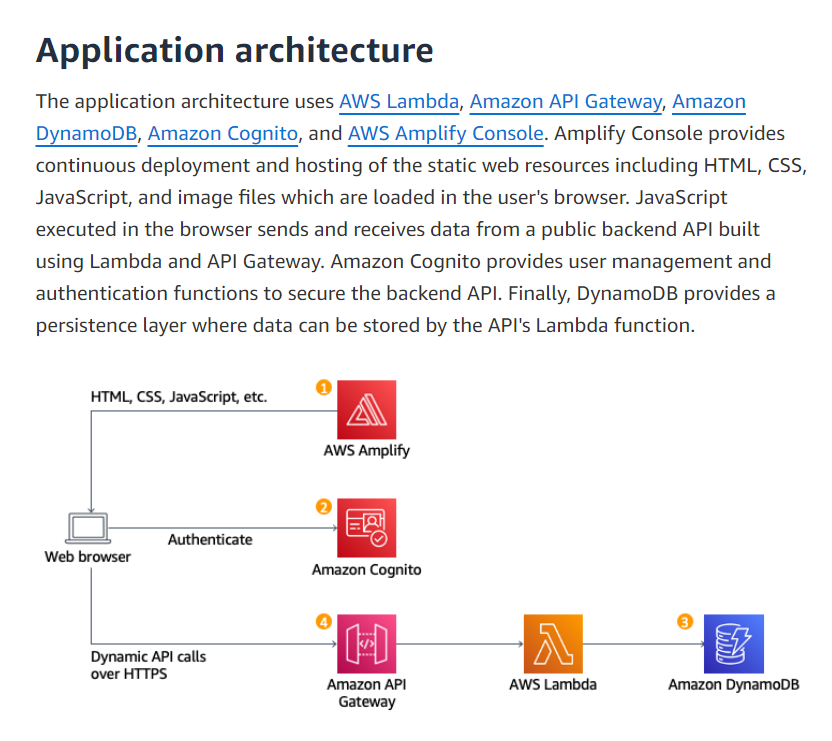 Application architecture
The application architecture uses AWS Lambda, Amazon API Gateway, Amazon
DynamoDB, Amazon Cognito, and AWS Amplify Console. Amplify Console provides
continuous deployment and hosting of the static web resources including HTML, CSS,
JavaScript, and image files which are loaded in the user's browser. JavaScript
executed in the browser sends and receives data from a public backend API built
using Lambda and API Gateway. Amazon Cognito provides user management and
authentication functions to secure the backend API. Finally, DynamoDB provides a
persistence layer where data can be stored by the API's Lambda function.
1
HTML, CSS, JavaScript, etc.
AWS Amplify
2
Web browser
Authenticate
Amazon Cognito
4
3
Dynamic API calls
over HTTPS
Amazon API
Gateway
AWS Lambda
Amazon DynamoDB